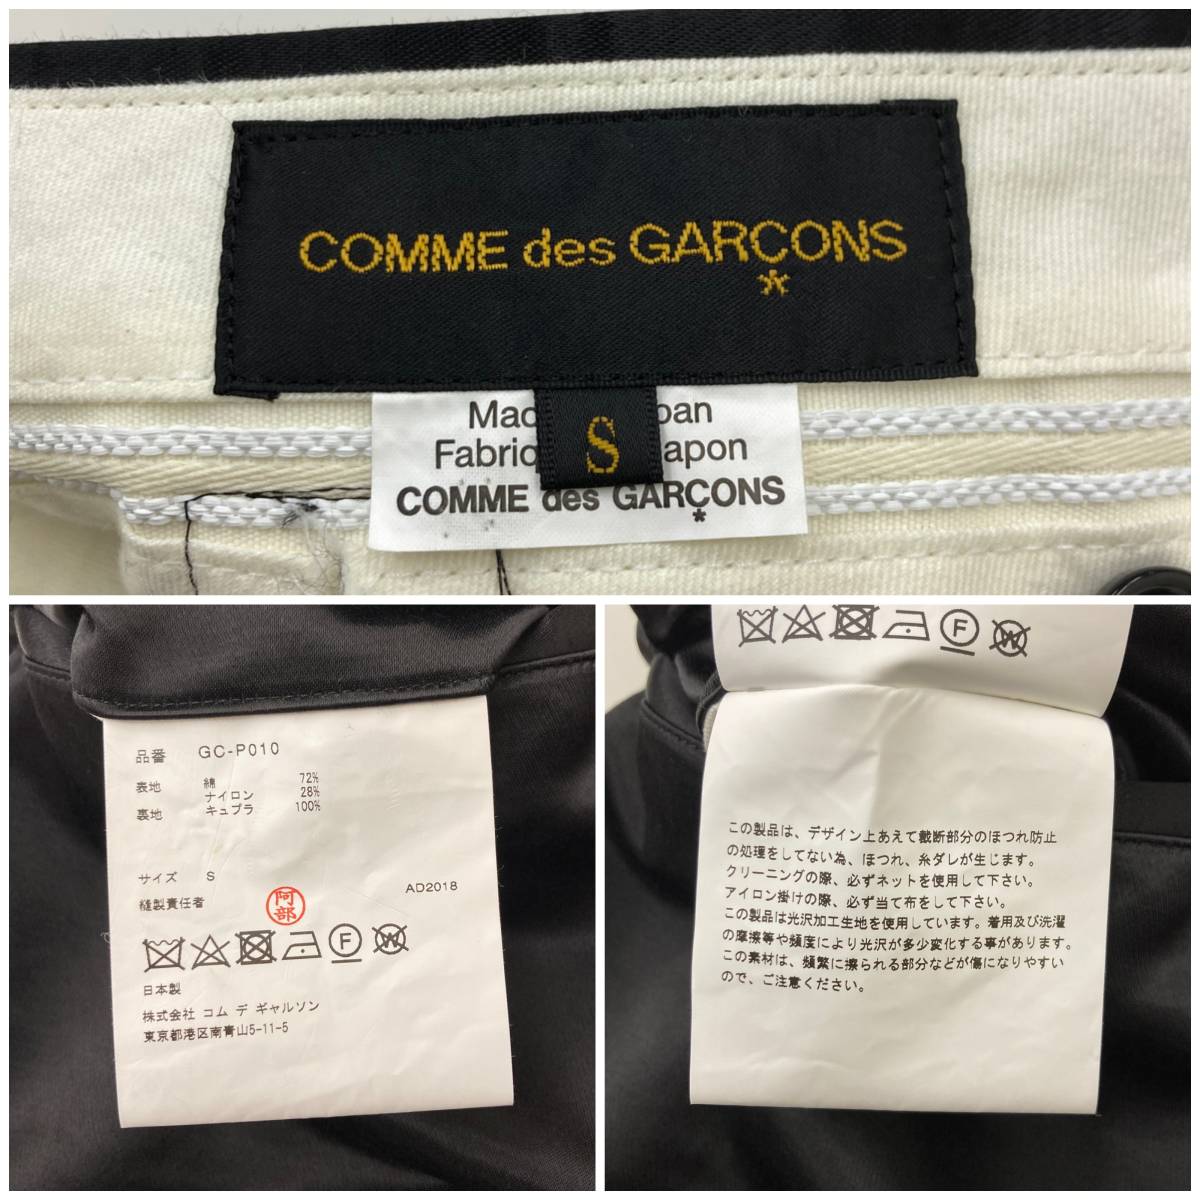 COMME des GARÇONS
S
COMME des GARÇONS
品番 GC-P010
表地 綿 72%
ナイロン 28%
裏地 キュプラ 100%
サイズ S
縫製責任者 阿部 AD2018
F W
日本製
株式会社 コム デ ギャルソン
東京都港区南青山5-11-5
F W
この製品は、デザイン上あえて裁断部分のほつれ防止
の処理をしてない為、ほつれ、糸ダレが生じます。
クリーニングの際、必ずネットを使用して下さい。
アイロン掛けの際、必ず当て布をして下さい。
この製品は光沢加工生地を使用しています。着用及び洗濯
の摩擦等や頻度により光沢が多少変化する事があります。
この素材は、頻繁に擦られる部分などが傷になりやすい
ので、ご注意ください。